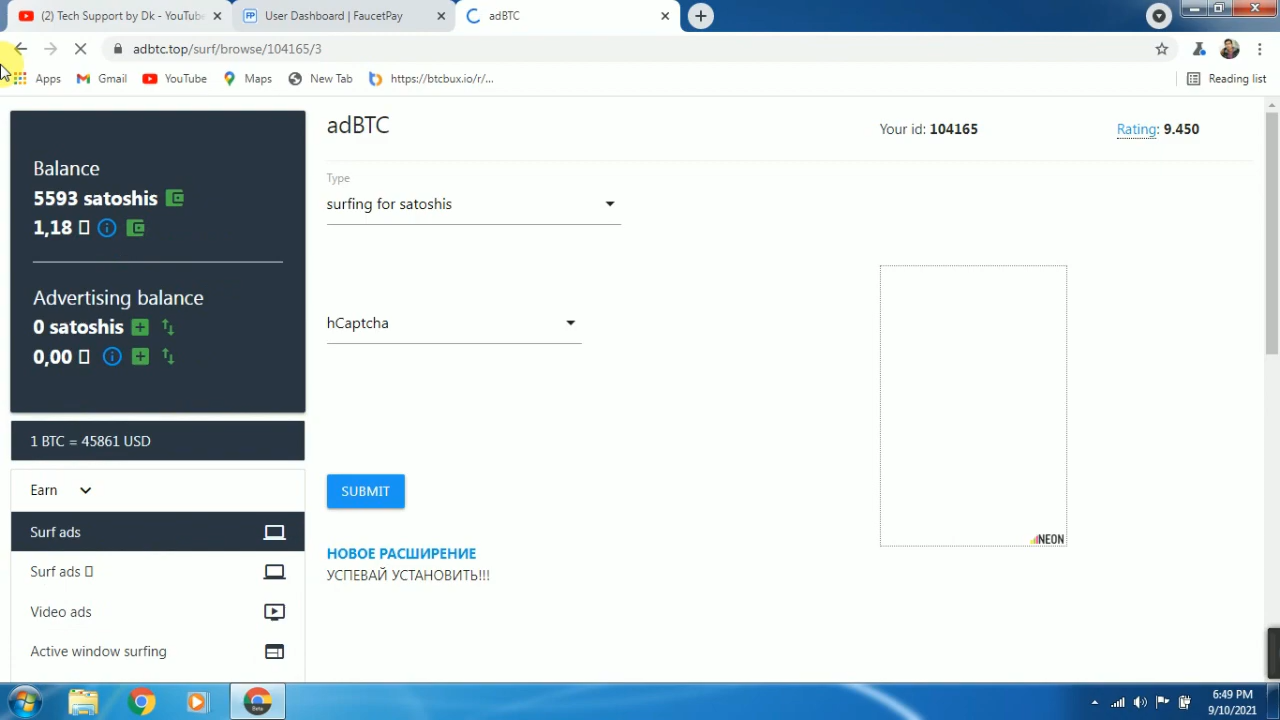 (2) Tech Support by Dk - YouTube
User Dashboard | FaucetPay
adBTC
adbtc.top/surf/browse/104165/3
Apps
Gmail
YouTube
Maps
New Tab
https://btcbux.io/r/...
Reading list
Balance
5593 satoshis
1,18
Advertising balance
0 satoshis
0,00
1 BTC = 45861 USD
Earn
Surf ads
Surf ads
Video ads
Active window surfing
adBTC
Your id: 104165
Rating: 9.450
Type
surfing for satoshis
hCaptcha
SUBMIT
НОВОЕ РАСШИРЕНИЕ
УСПЕВАЙ УСТАНОВИТЬ!!!
NEON
Beta
6:49 PM
9/10/2021